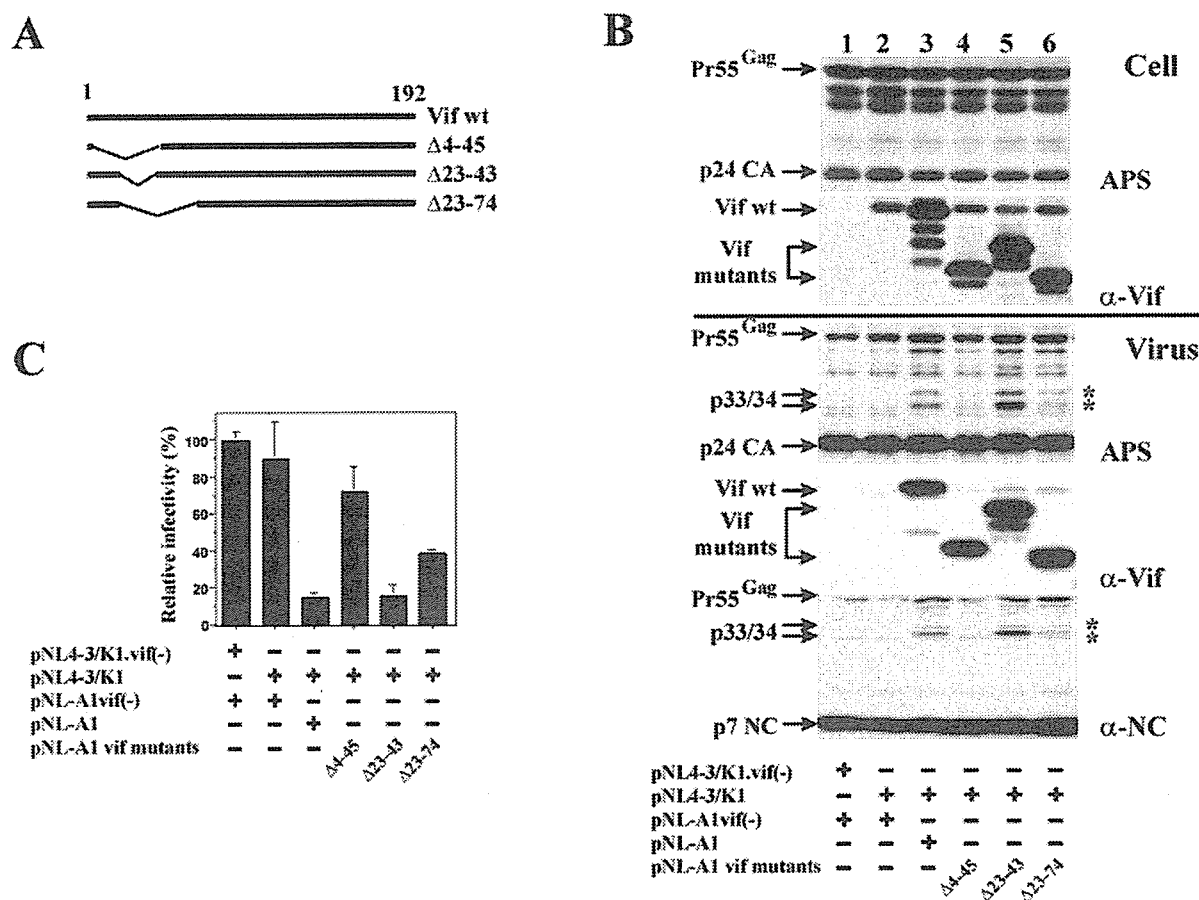 A
1 192
Vif wt
Δ4-45
Δ23-43
Δ23-74
B
1 2 3 4 5 6
Cell
Pr55Gag
p24 CA
APS
Vif wt
Vif
mutants
α-Vif
Pr55Gag
Virus
p33/34
*
*
p24 CA
APS
Vif wt
Vif
mutants
α-Vif
Pr55Gag
p33/34
*
*
p7 NC
α-NC
pNL4-3/K1.vif(-) + - - - - -
pNL4-3/K1 - + + + + +
pNL-A1vif(-) + + - - - -
pNL-A1 - - + - - -
pNL-A1 vif mutants - - - Δ4-45 Δ23-43 Δ23-74
C
Relative infectivity (%)
100
80
60
40
20
0
pNL4-3/K1.vif(-) + - - - - -
pNL4-3/K1 - + + + + +
pNL-A1vif(-) + + - - - -
pNL-A1 - - + - - -
pNL-A1 vif mutants - - - Δ4-45 Δ23-43 Δ23-74